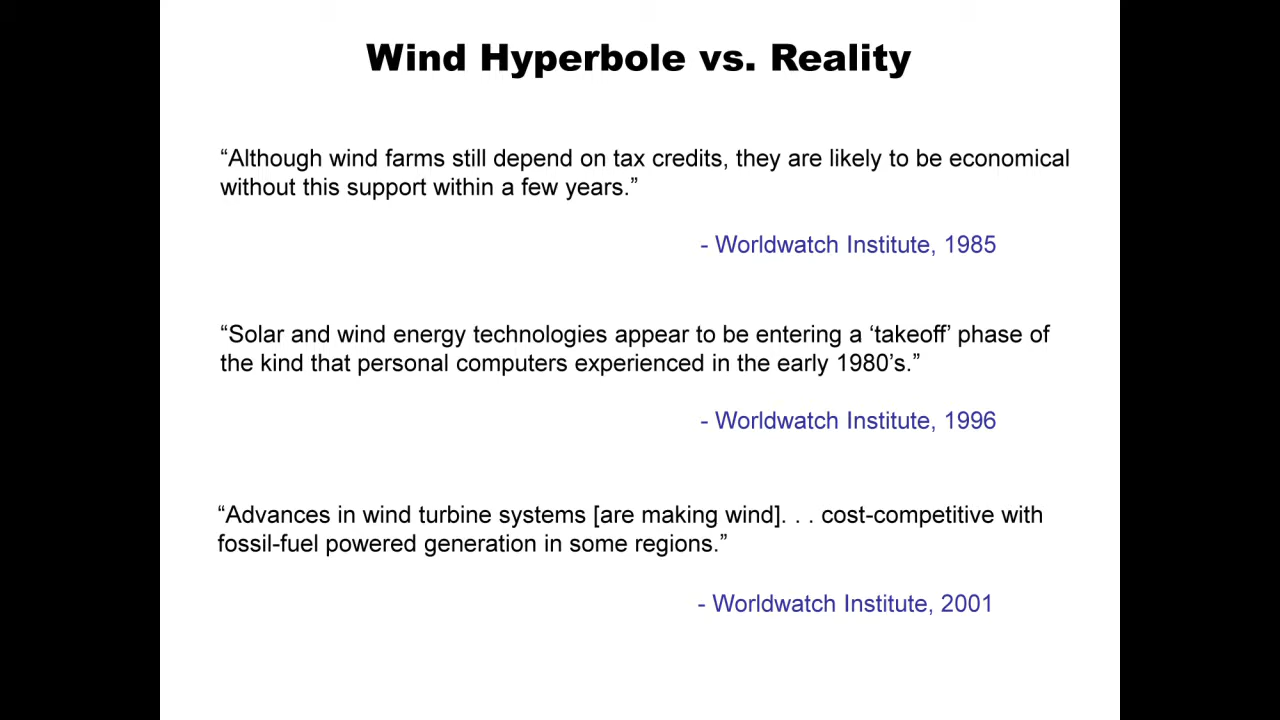 Wind Hyperbole vs. Reality
“Although wind farms still depend on tax credits, they are likely to be economical
without this support within a few years.”
- Worldwatch Institute, 1985
“Solar and wind energy technologies appear to be entering a ‘takeoff’ phase of
the kind that personal computers experienced in the early 1980’s.”
- Worldwatch Institute, 1996
“Advances in wind turbine systems [are making wind]. . . cost-competitive with
fossil-fuel powered generation in some regions.”
- Worldwatch Institute, 2001